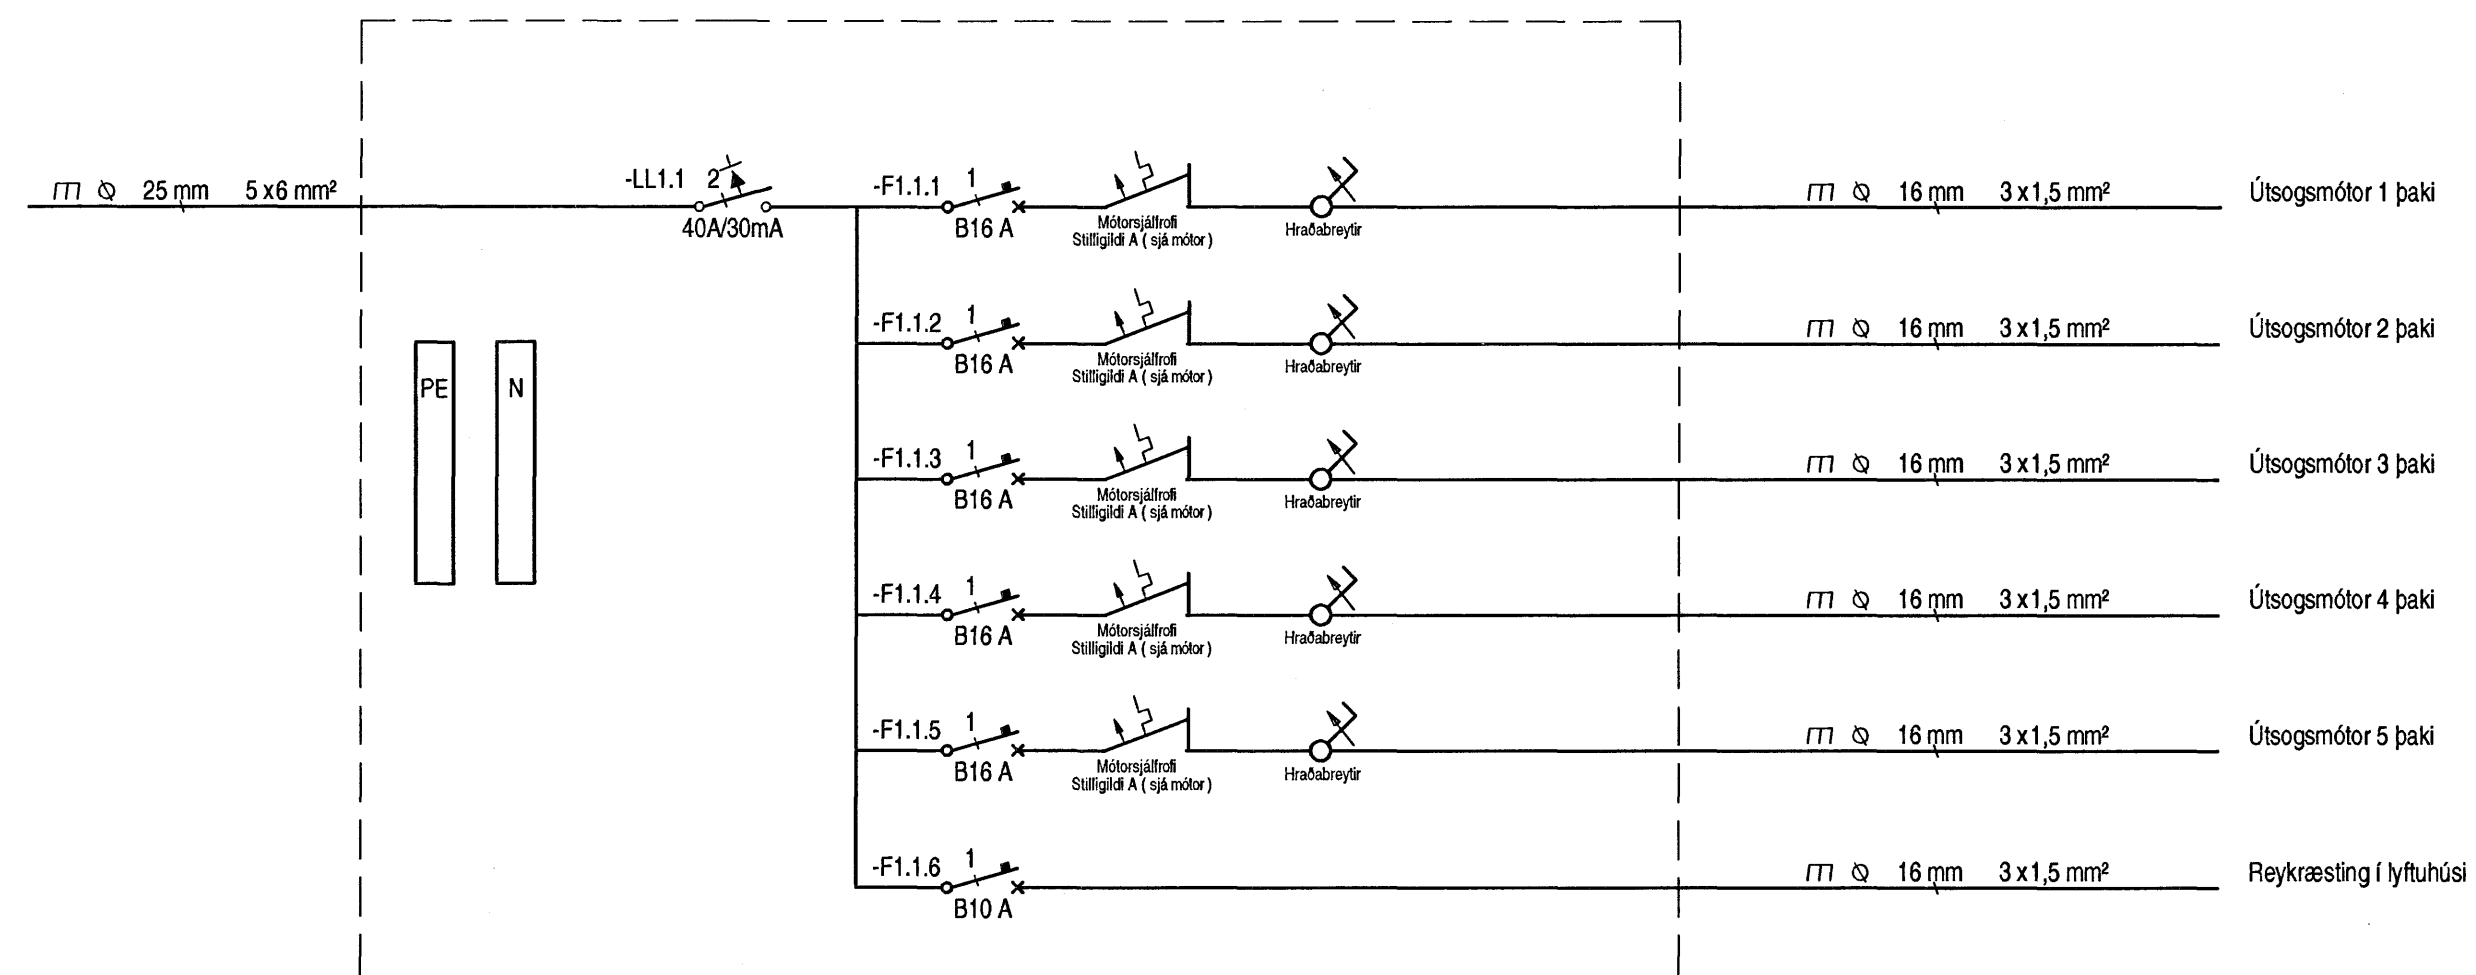 25 mm 5 x 6 mm²
-LL1.1 2
40A/30mA
PE N
-F1.1.1 1
B16 A
Mótorsjálfrofi
Stilligildi A ( sjá mótor )
Hraðabreytir
16 mm 3 x 1,5 mm² Útsogsmótor 1 þaki
-F1.1.2 1
B16 A
Mótorsjálfrofi
Stilligildi A ( sjá mótor )
Hraðabreytir
16 mm 3 x 1,5 mm² Útsogsmótor 2 þaki
-F1.1.3 1
B16 A
Mótorsjálfrofi
Stilligildi A ( sjá mótor )
Hraðabreytir
16 mm 3 x 1,5 mm² Útsogsmótor 3 þaki
-F1.1.4 1
B16 A
Mótorsjálfrofi
Stilligildi A ( sjá mótor )
Hraðabreytir
16 mm 3 x 1,5 mm² Útsogsmótor 4 þaki
-F1.1.5 1
B16 A
Mótorsjálfrofi
Stilligildi A ( sjá mótor )
Hraðabreytir
16 mm 3 x 1,5 mm² Útsogsmótor 5 þaki
-F1.1.6 1
B10 A
16 mm 3 x 1,5 mm² Reykræsting í lyftuhúsi